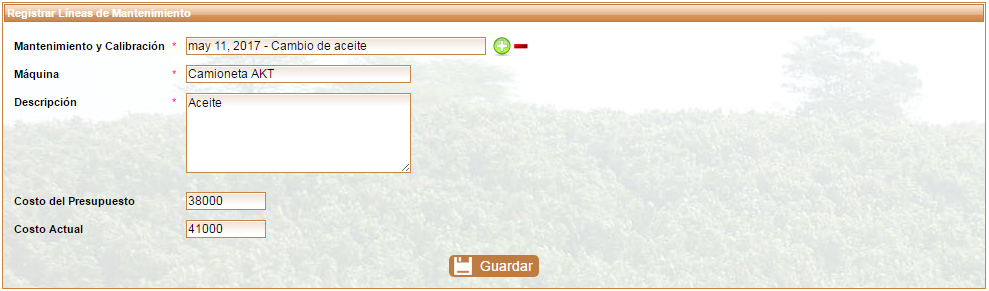 Registrar Líneas de Mantenimiento
Mantenimiento y Calibración * may 11, 2017 - Cambio de aceite
Máquina * Camioneta AKT
Descripción * Aceite
Costo del Presupuesto 38000
Costo Actual 41000
Guardar